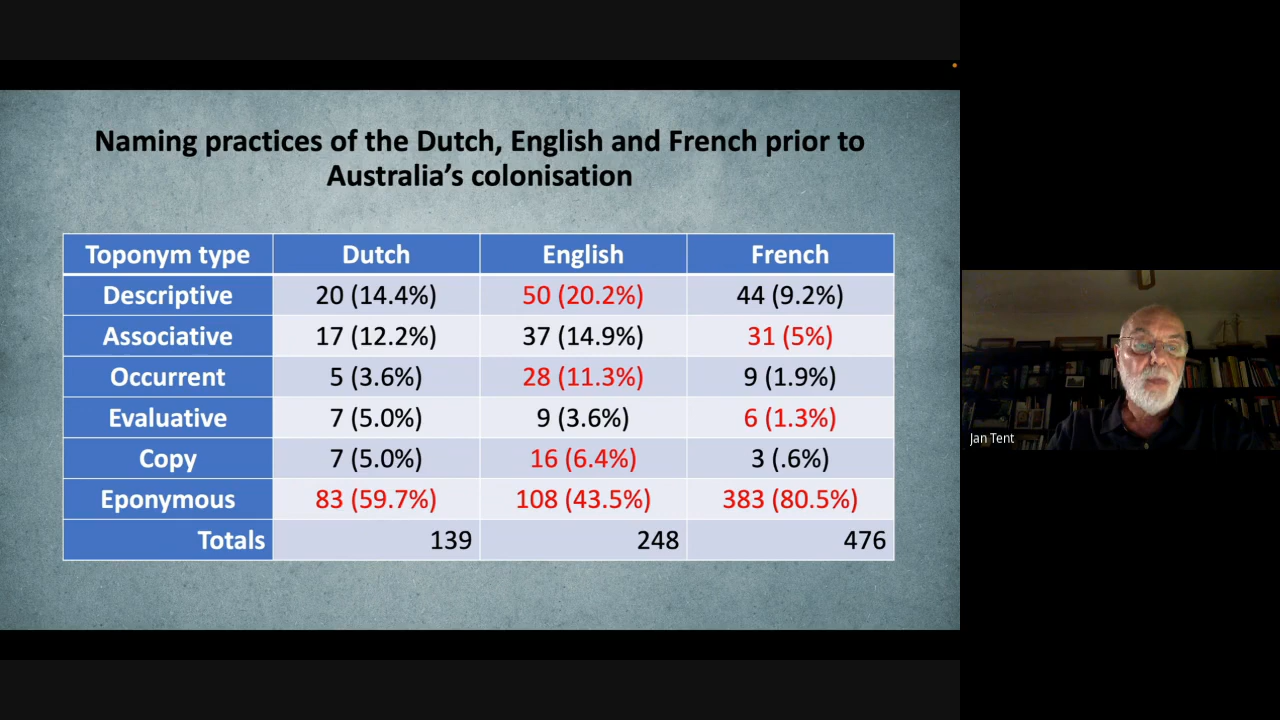 Naming practices of the Dutch, English and French prior to
Australia’s colonisation
Toponym type Dutch English French
Descriptive 20 (14.4%) 50 (20.2%) 44 (9.2%)
Associative 17 (12.2%) 37 (14.9%) 31 (5%)
Occurrent 5 (3.6%) 28 (11.3%) 9 (1.9%)
Evaluative 7 (5.0%) 9 (3.6%) 6 (1.3%)
Copy 7 (5.0%) 16 (6.4%) 3 (.6%)
Eponymous 83 (59.7%) 108 (43.5%) 383 (80.5%)
Totals 139 248 476
Jan Tent